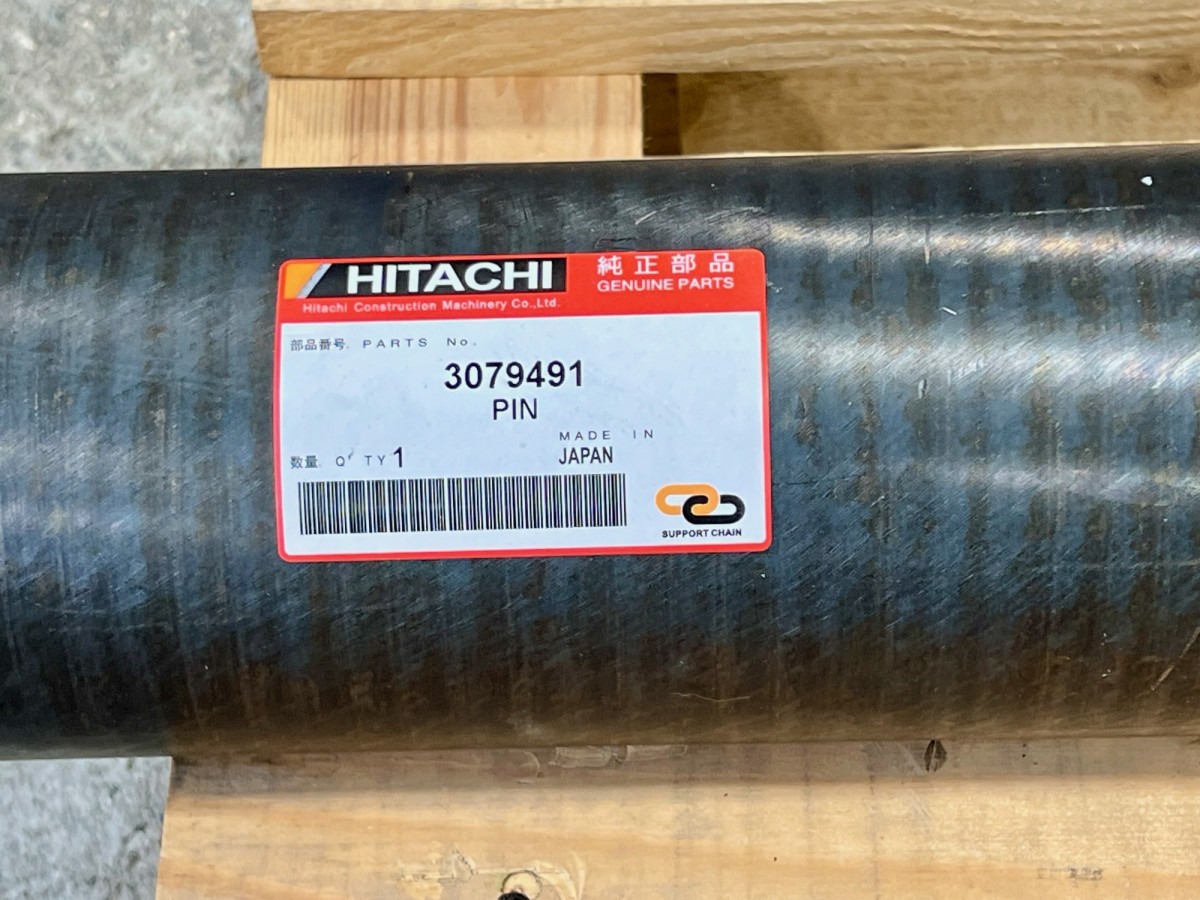 HITACHI
Hitachi Construction Machinery Co.,Ltd.
純正部品
GENUINE PARTS
部品番号. PARTS No.
3079491
PIN
数量. Q'TY 1
MADE IN
JAPAN
SUPPORT CHAIN